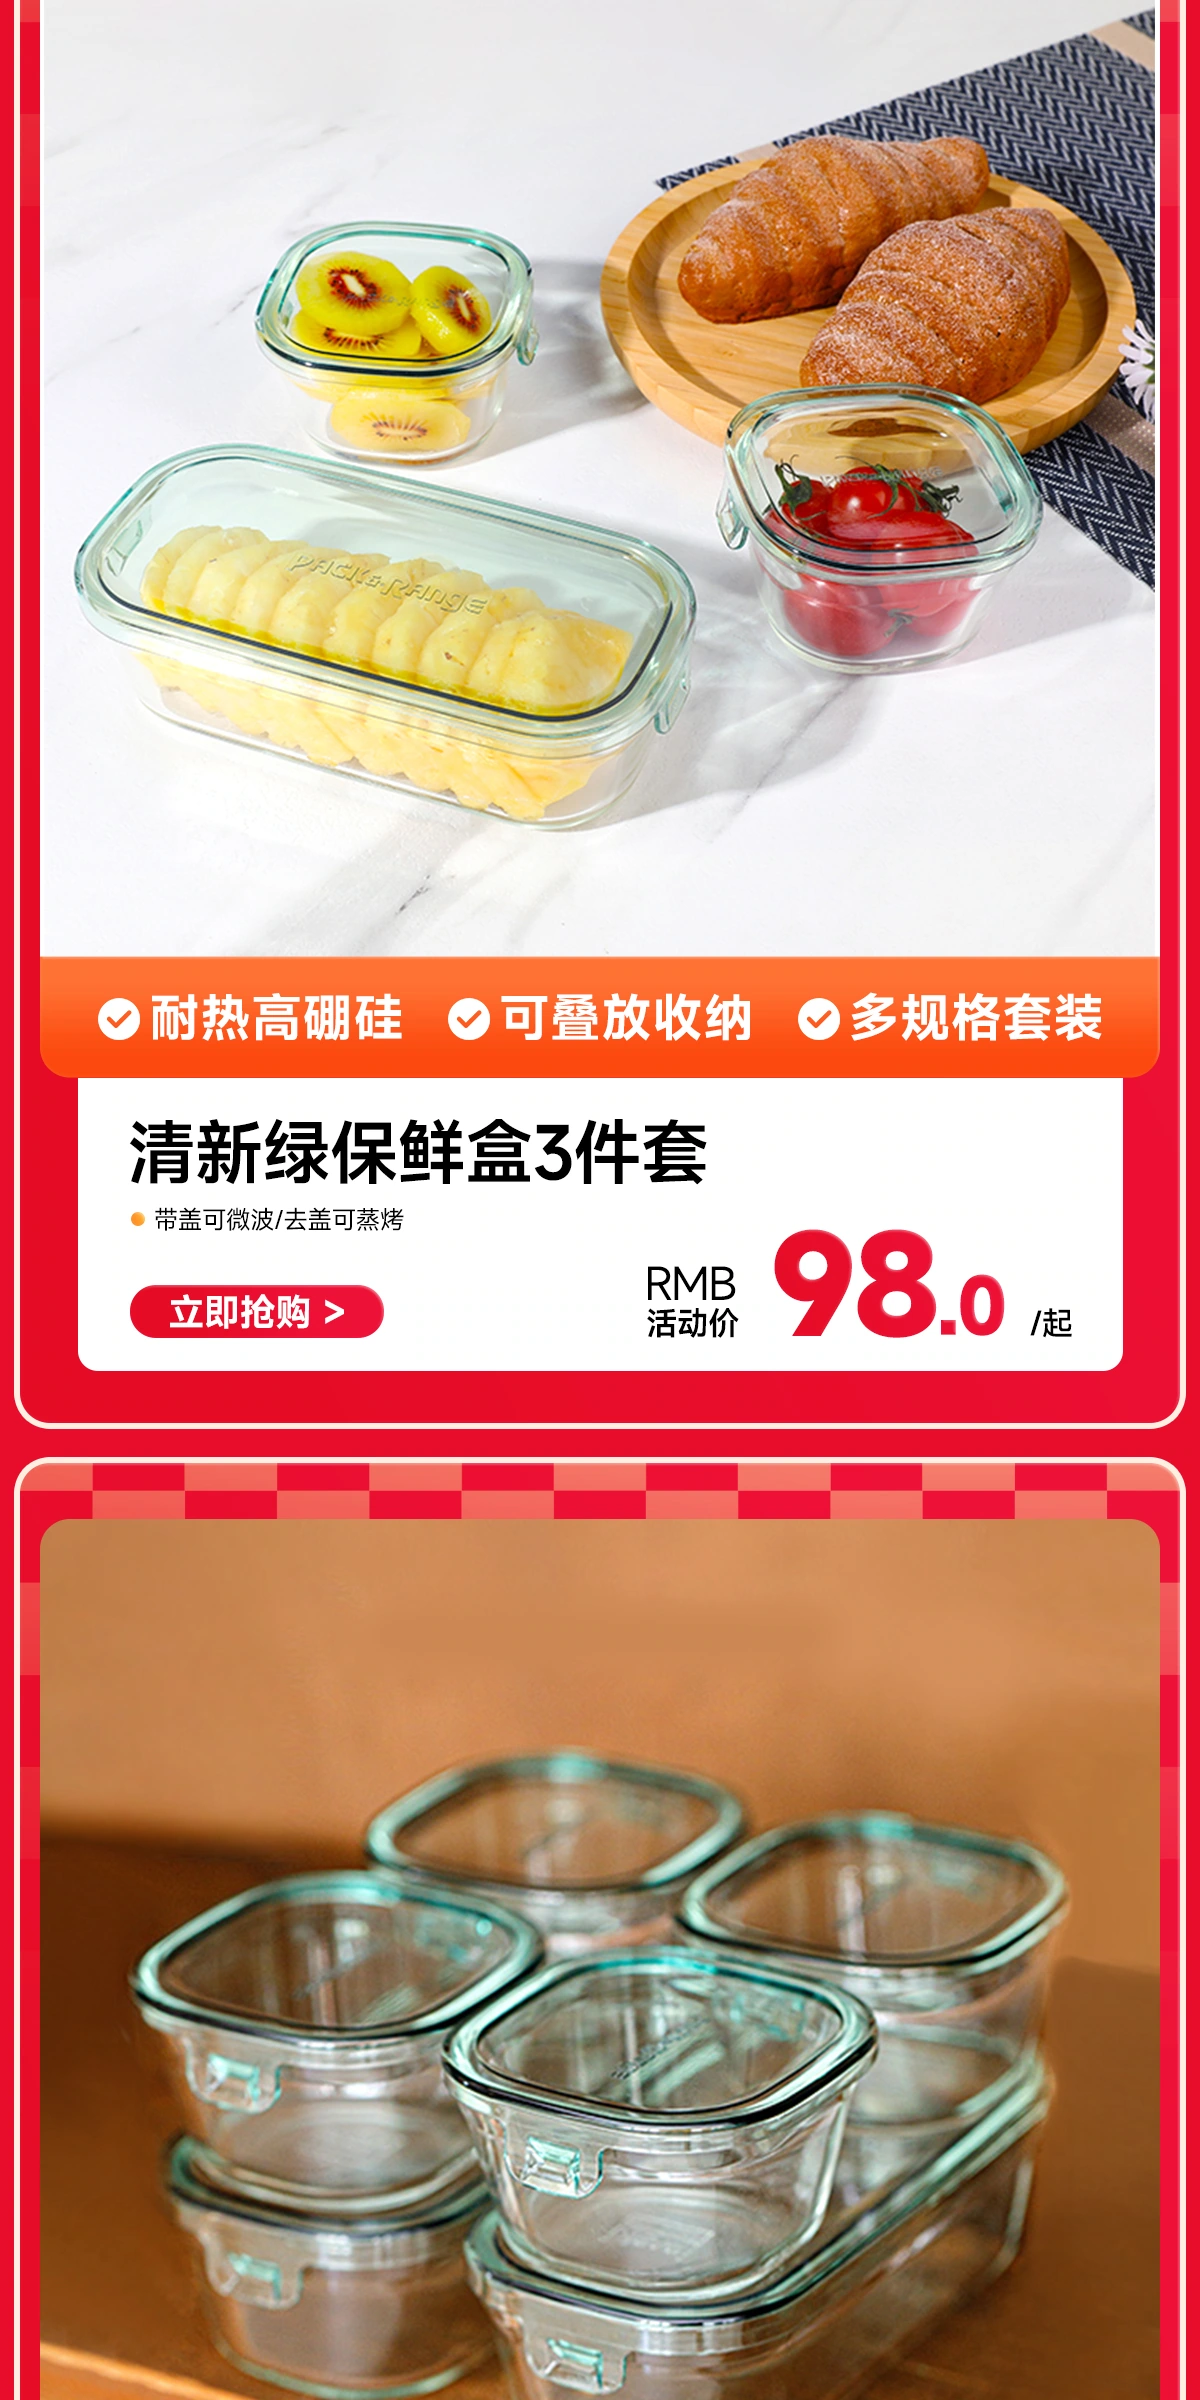 PACK&RANGE
耐热高硼硅 可叠放收纳 多规格套装
清新绿保鲜盒3件套
带盖可微波/去盖可蒸烤
立即抢购 >
RMB
活动价
98.0 /起